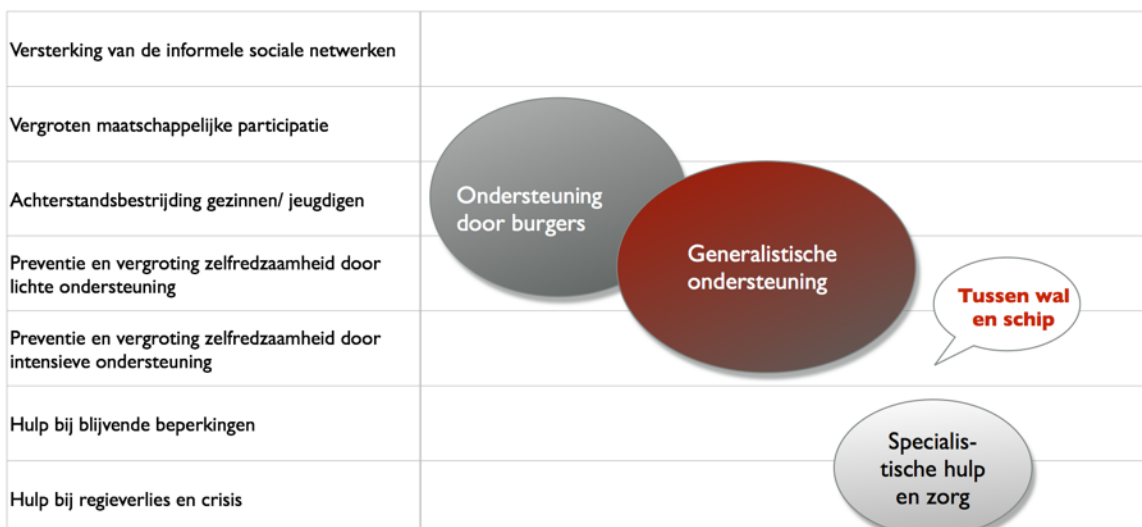 Versterking van de informele sociale netwerken
Vergroten maatschappelijke participatie
Achterstandsbestrijding gezinnen/ jeugdigen
Preventie en vergroting zelfredzaamheid door
lichte ondersteuning
Preventie en vergroting zelfredzaamheid door
intensieve ondersteuning
Hulp bij blijvende beperkingen
Hulp bij regieverlies en crisis
Ondersteuning
door burgers
Generalistische
ondersteuning
Tussen wal
en schip
Specialis-
tische hulp
en zorg